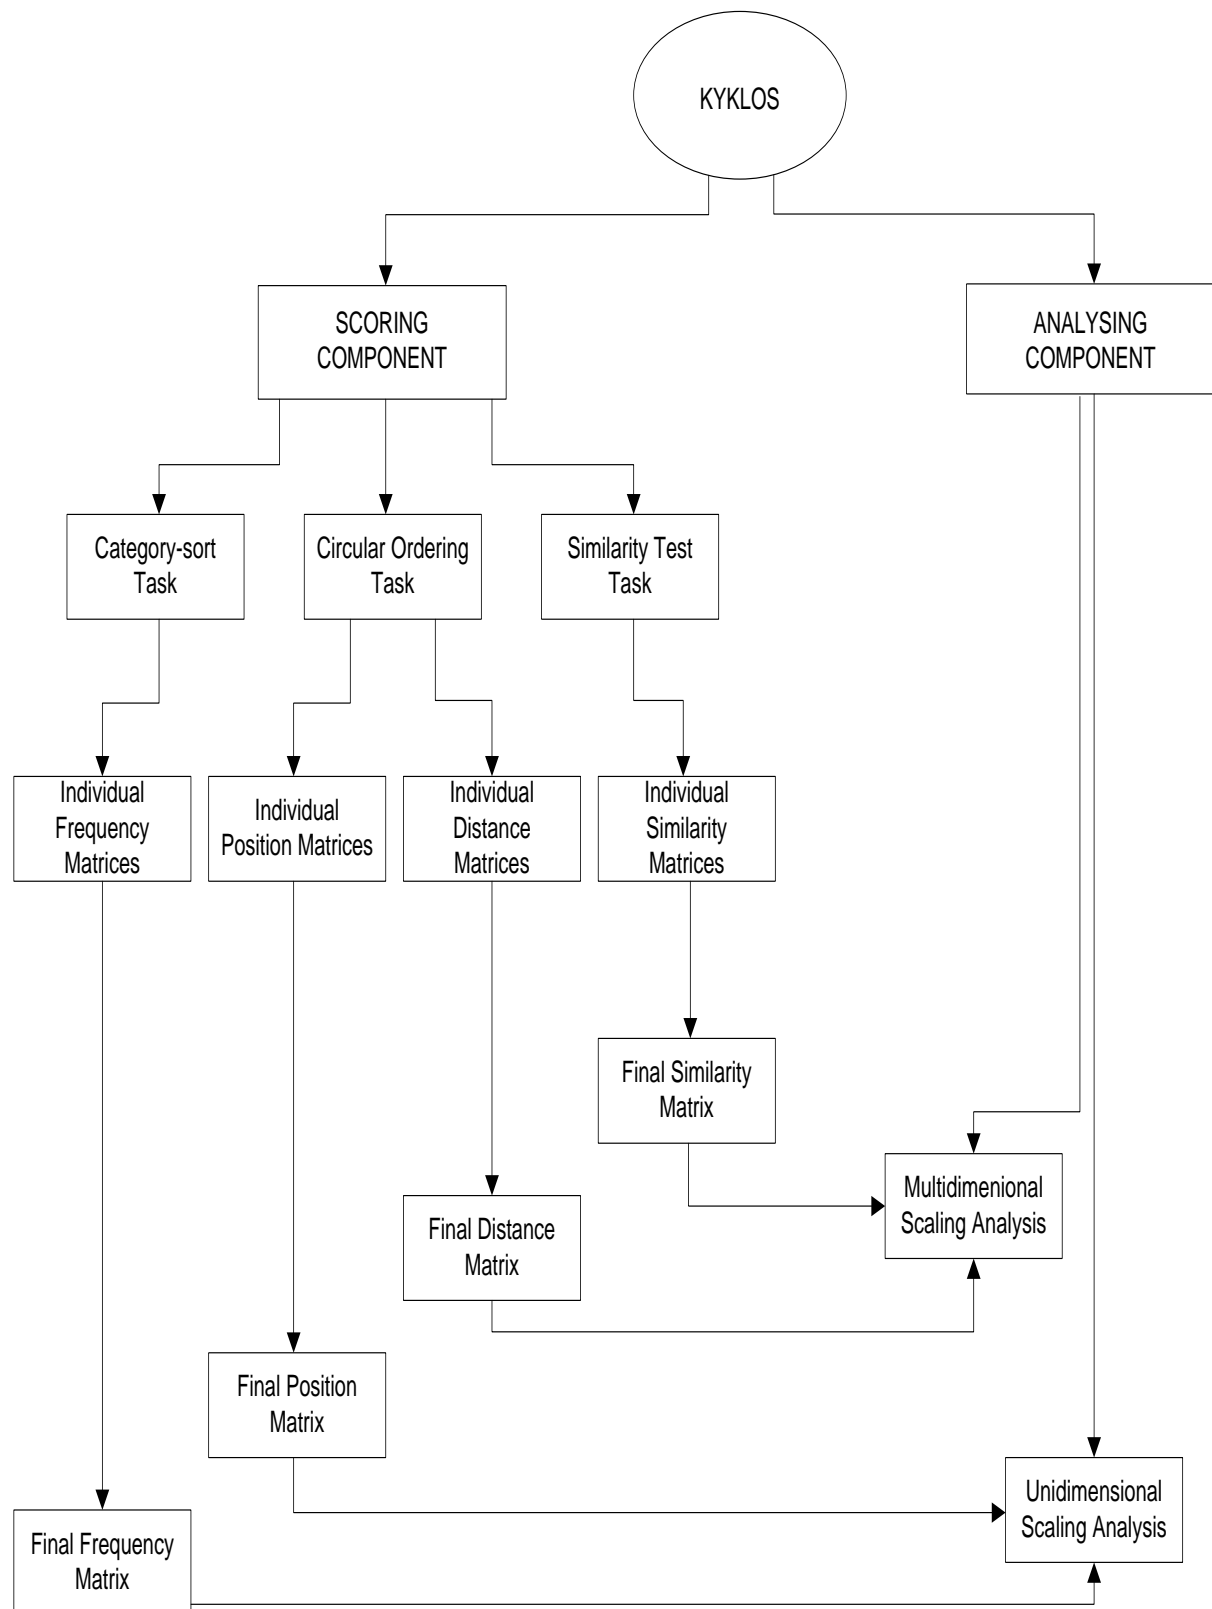 KYKLOS
SCORING
COMPONENT
ANALYSING
COMPONENT
Category-sort
Task
Circular Ordering
Task
Similarity Test
Task
Individual
Frequency
Matrices
Individual
Position Matrices
Individual
Distance
Matrices
Individual
Similarity
Matrices
Final Similarity
Matrix
Multidimenional
Scaling Analysis
Final Distance
Matrix
Final Position
Matrix
Unidimensional
Scaling Analysis
Final Frequency
Matrix